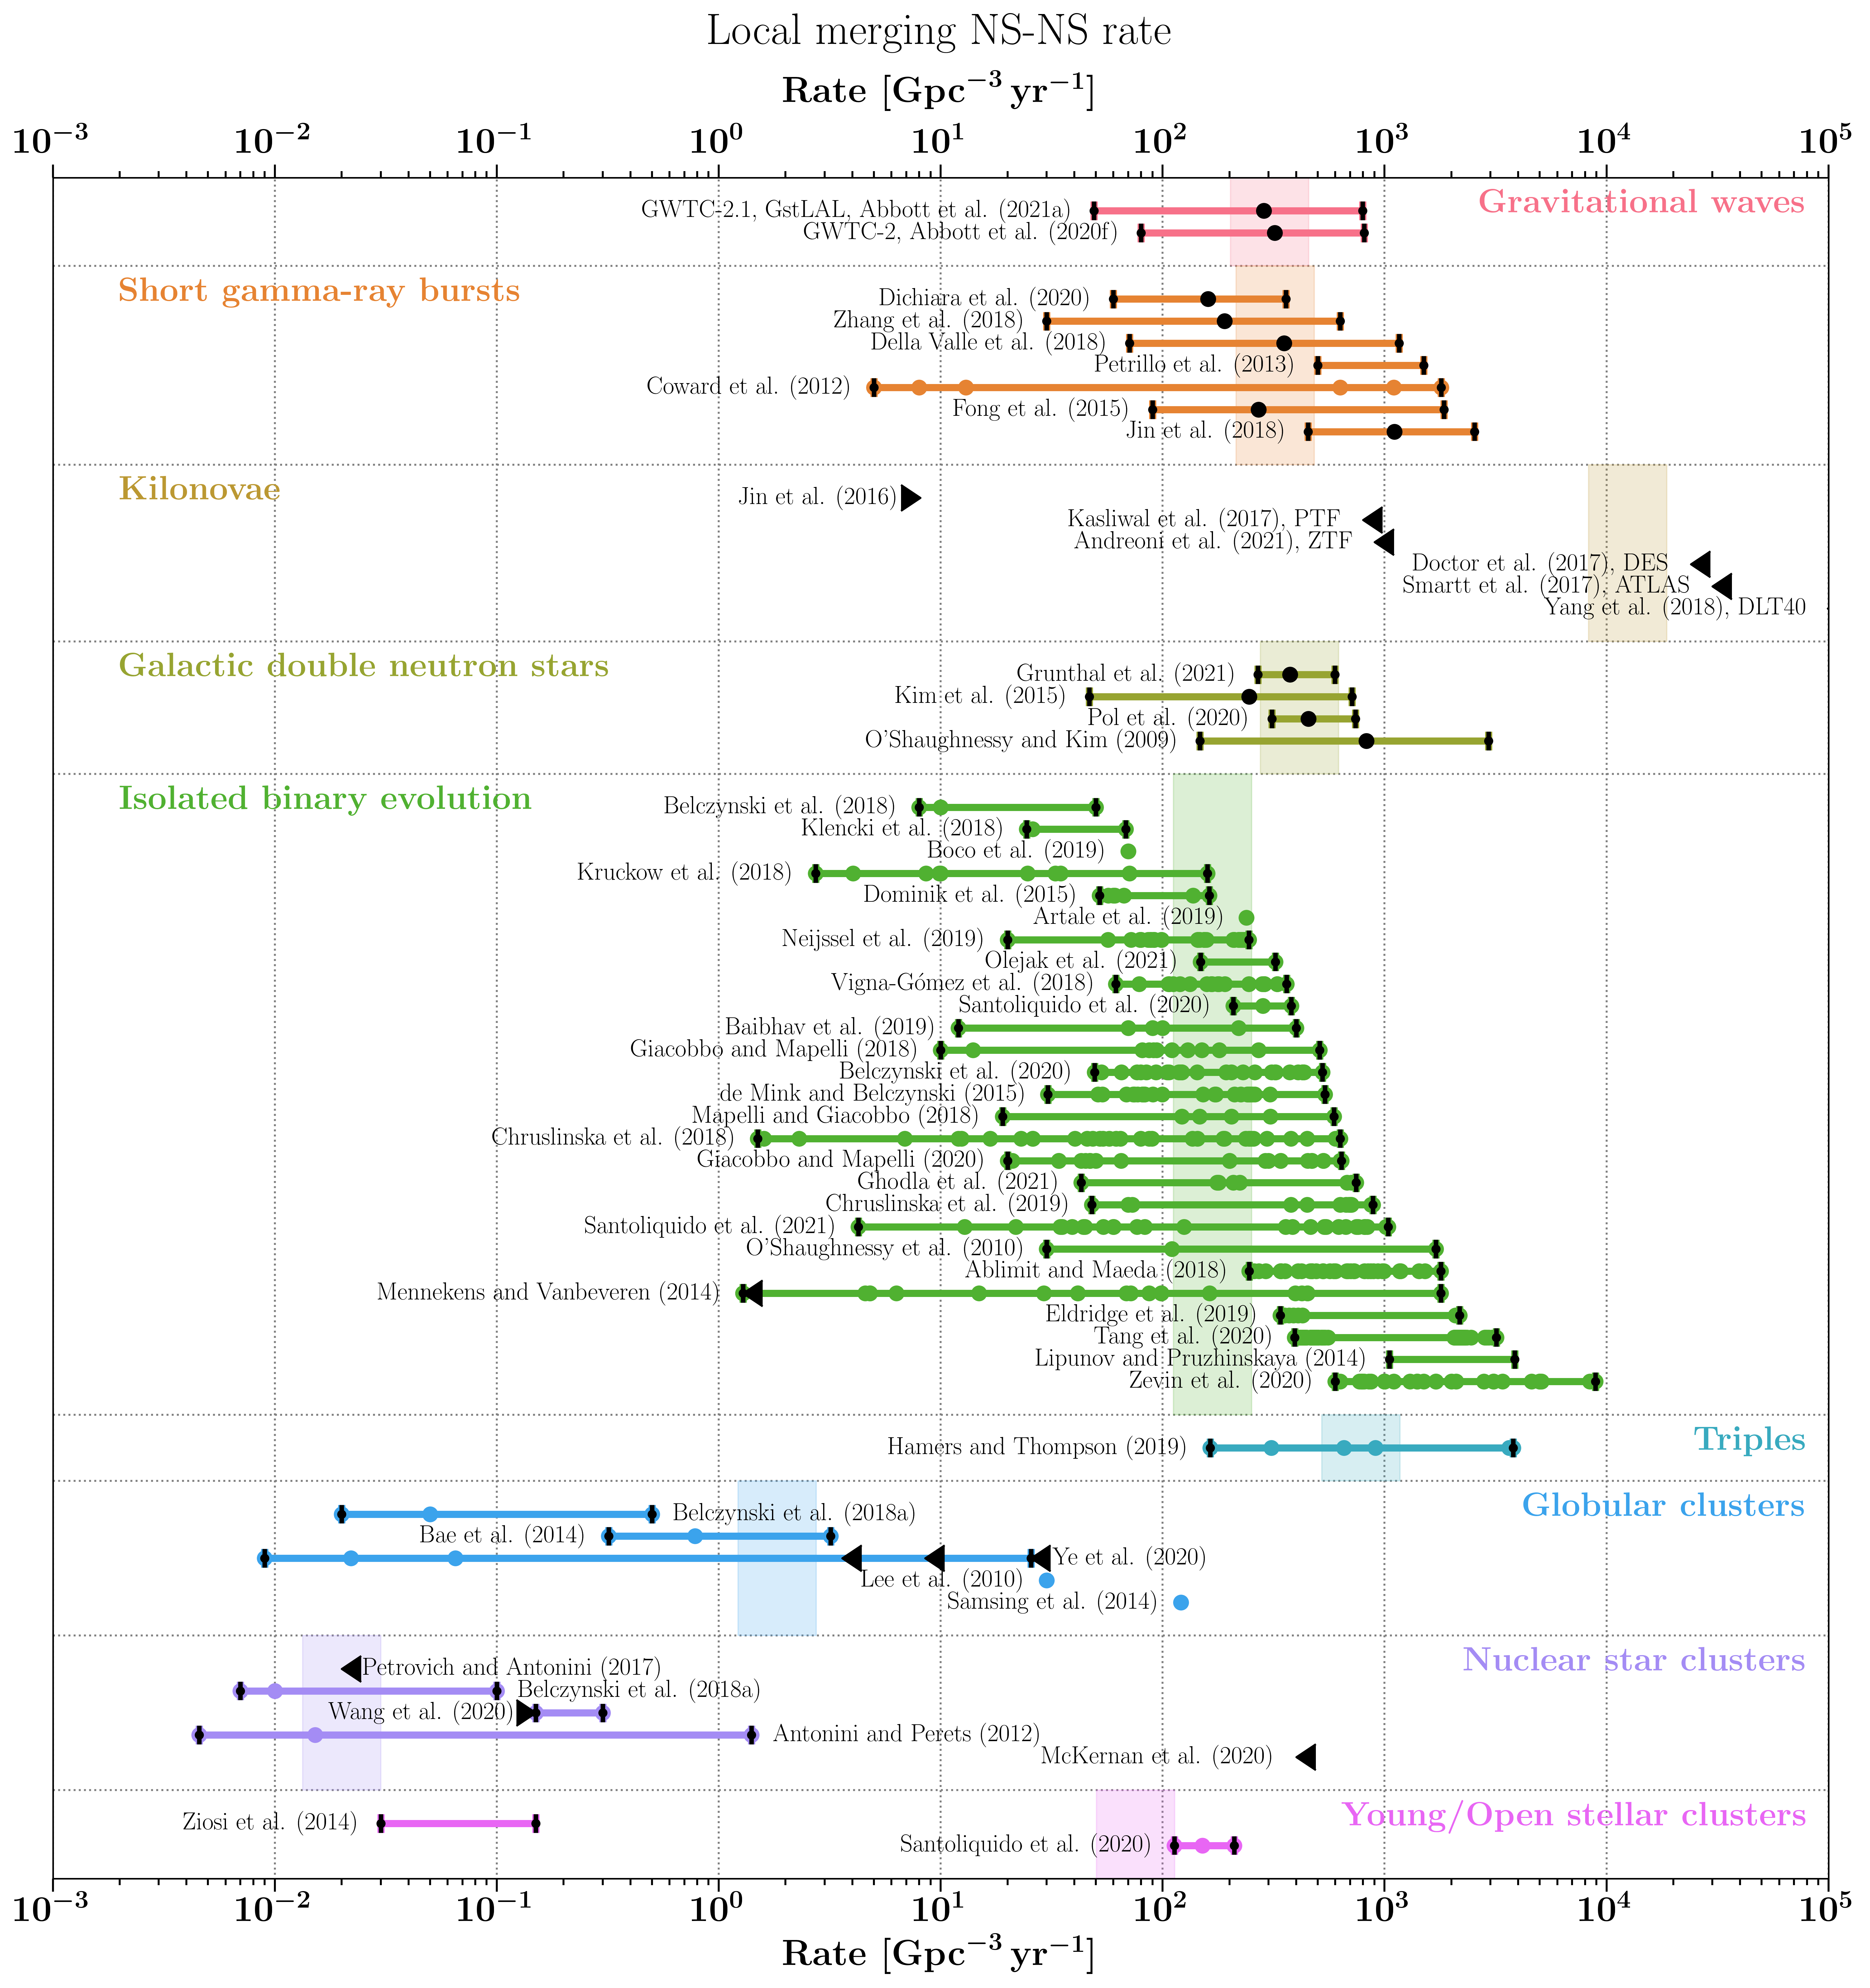 Local merging NS-NS rate
Rate [Gpc⁻³ yr⁻¹]
10⁻³ 10⁻² 10⁻¹ 10⁰ 10¹ 10² 10³ 10⁴ 10⁵
Gravitational waves
GWTC-2.1, GstLAL, Abbott et al. (2021a)
GWTC-2, Abbott et al. (2020f)
Short gamma-ray bursts
Dichiara et al. (2020)
Zhang et al. (2018)
Della Valle et al. (2018)
Petrillo et al. (2013)
Coward et al. (2012)
Fong et al. (2015)
Jin et al. (2018)
Kilonovae
Jin et al. (2016)
Kasliwal et al. (2017), PTF
Andreoni et al. (2021), ZTF
Doctor et al. (2017), DES
Smartt et al. (2017), ATLAS
Yang et al. (2018), DLT40
Galactic double neutron stars
Grunthal et al. (2021)
Kim et al. (2015)
Pol et al. (2020)
O'Shaughnessy and Kim (2009)
Isolated binary evolution
Belczynski et al. (2018)
Klencki et al. (2018)
Boco et al. (2019)
Kruckow et al. (2018)
Dominik et al. (2015)
Artale et al. (2019)
Neijssel et al. (2019)
Olejak et al. (2021)
Vigna-Gómez et al. (2018)
Santoliquido et al. (2020)
Baibhav et al. (2019)
Giacobbo and Mapelli (2018)
Belczynski et al. (2020)
de Mink and Belczynski (2015)
Mapelli and Giacobbo (2018)
Chruslinska et al. (2018)
Giacobbo and Mapelli (2020)
Ghodla et al. (2021)
Chruslinska et al. (2019)
Santoliquido et al. (2021)
O'Shaughnessy et al. (2010)
Ablimit and Maeda (2018)
Mennekens and Vanbeveren (2014)
Eldridge et al. (2019)
Tang et al. (2020)
Lipunov and Pruzhinskaya (2014)
Zevin et al. (2020)
Triples
Hamers and Thompson (2019)
Globular clusters
Belczynski et al. (2018a)
Bae et al. (2014)
Ye et al. (2020)
Lee et al. (2010)
Samsing et al. (2014)
Nuclear star clusters
Petrovich and Antonini (2017)
Belczynski et al. (2018a)
Wang et al. (2020)
Antonini and Perets (2012)
McKernan et al. (2020)
Young/Open stellar clusters
Ziosi et al. (2014)
Santoliquido et al. (2020)
10⁻³ 10⁻² 10⁻¹ 10⁰ 10¹ 10² 10³ 10⁴ 10⁵
Rate [Gpc⁻³ yr⁻¹]